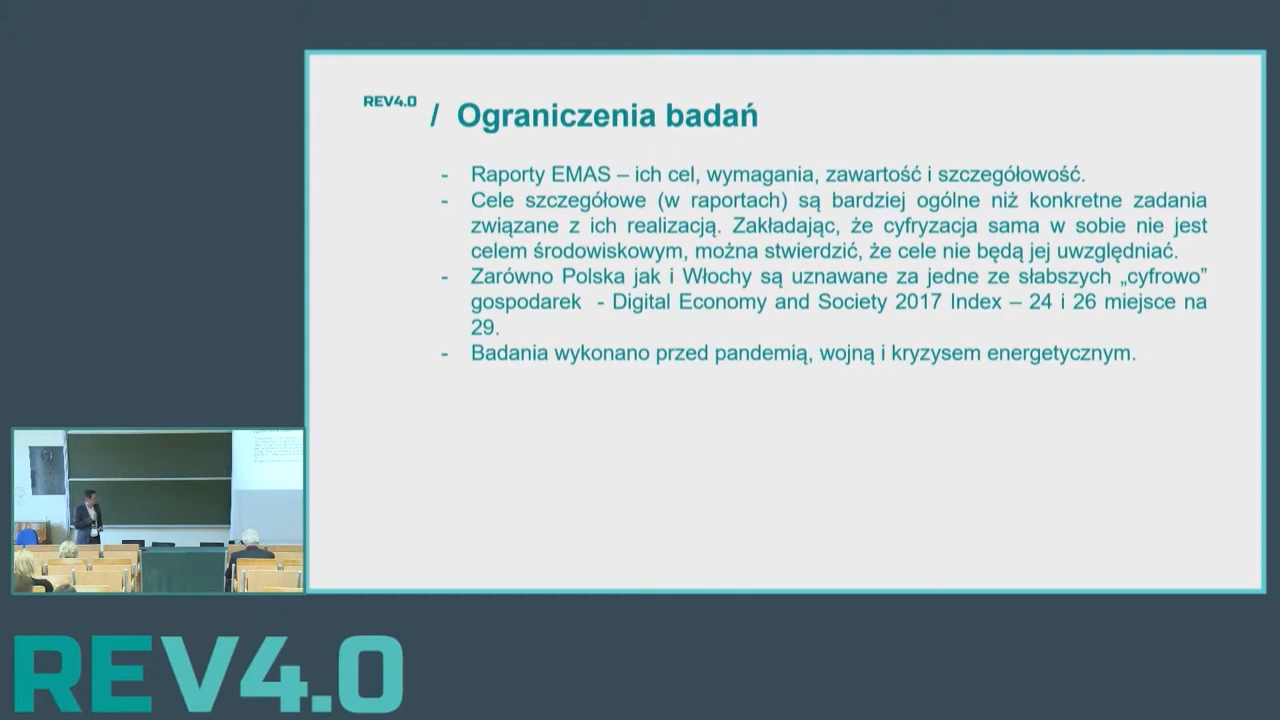 REV4.0
/ Ograniczenia badań
- Raporty EMAS – ich cel, wymagania, zawartość i szczegółowość.
- Cele szczegółowe (w raportach) są bardziej ogólne niż konkretne zadania
związane z ich realizacją. Zakładając, że cyfryzacja sama w sobie nie jest
celem środowiskowym, można stwierdzić, że cele nie będą jej uwzględniać.
- Zarówno Polska jak i Włochy są uznawane za jedne ze słabszych „cyfrowo”
gospodarek - Digital Economy and Society 2017 Index – 24 i 26 miejsce na
29.
- Badania wykonano przed pandemią, wojną i kryzysem energetycznym.
REV4.0